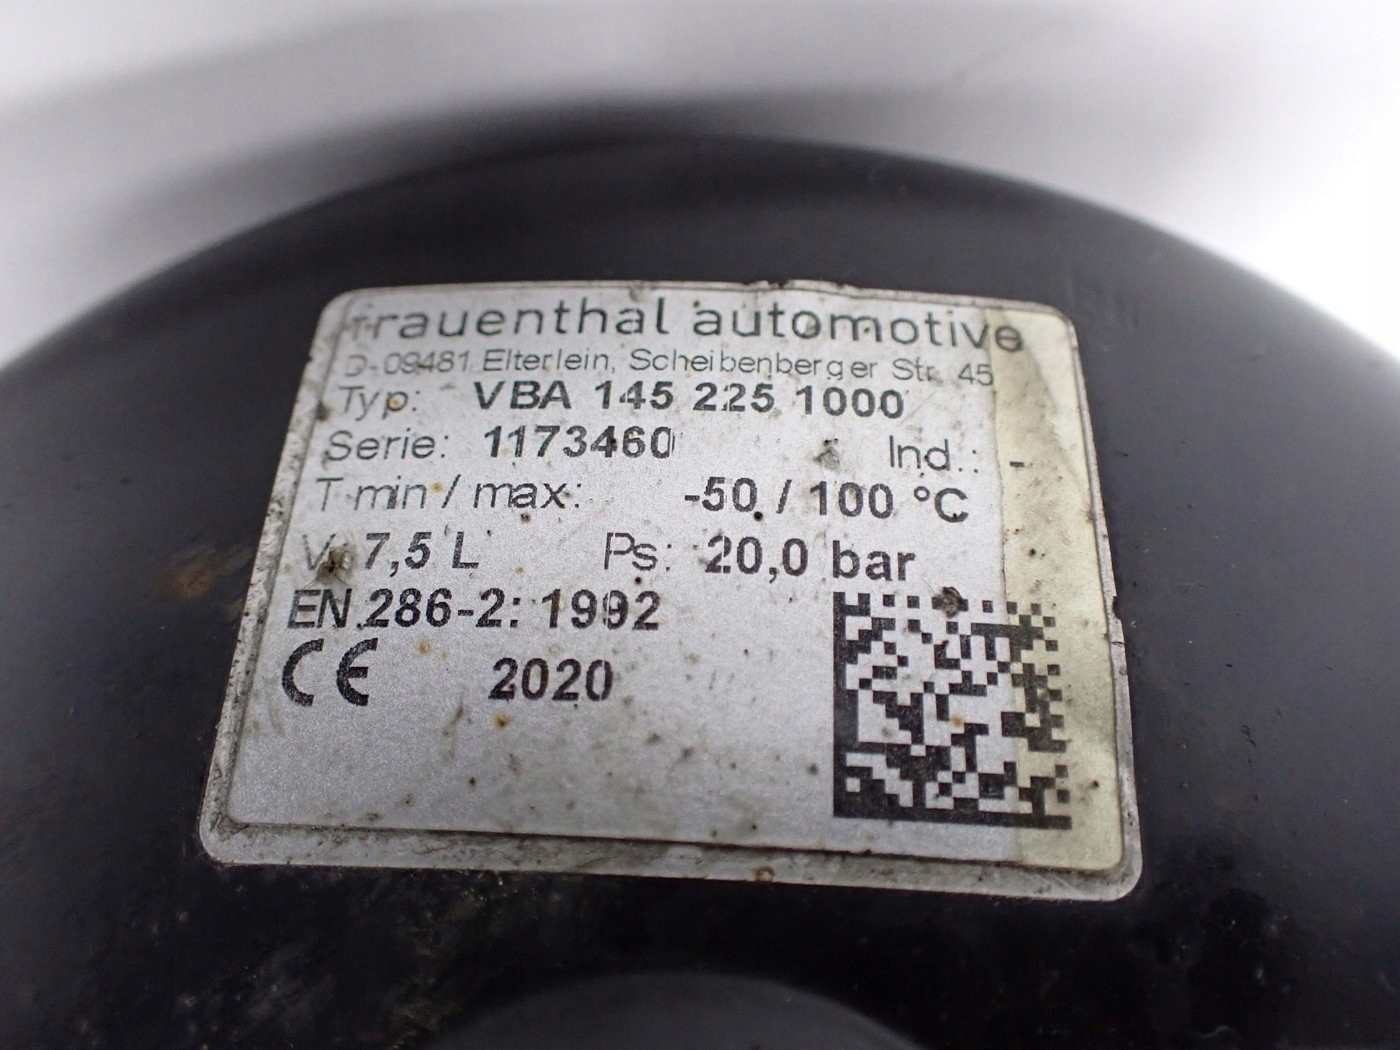 frauenthal automotive
D-09481 Elterlein, Scheibenberger Str. 45
Typ: VBA 145 225 1000
Serie: 1173460 Ind.: -
T min / max: -50 / 100 °C
V: 7,5 L Ps: 20,0 bar
EN 286-2: 1992
CE 2020